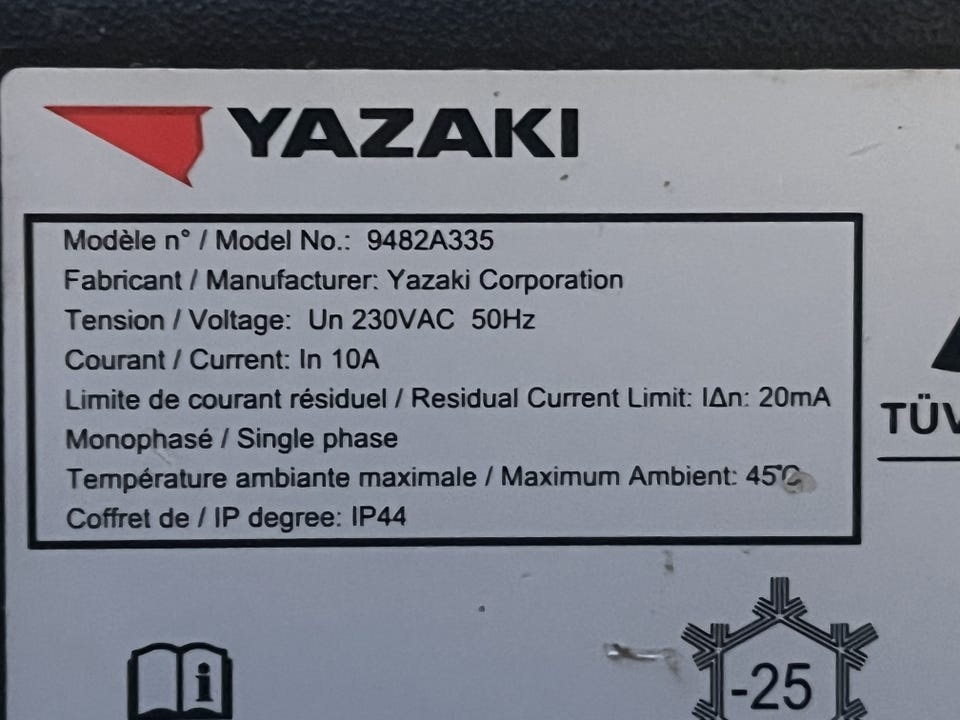 YAZAKI
Modèle n° / Model No.: 9482A335
Fabricant / Manufacturer: Yazaki Corporation
Tension / Voltage: Un 230VAC 50Hz
Courant / Current: In 10A
Limite de courant résiduel / Residual Current Limit: IΔn: 20mA
Monophasé / Single phase
Température ambiante maximale / Maximum Ambient: 45°C
Coffret de / IP degree: IP44
TÜV
i
-25